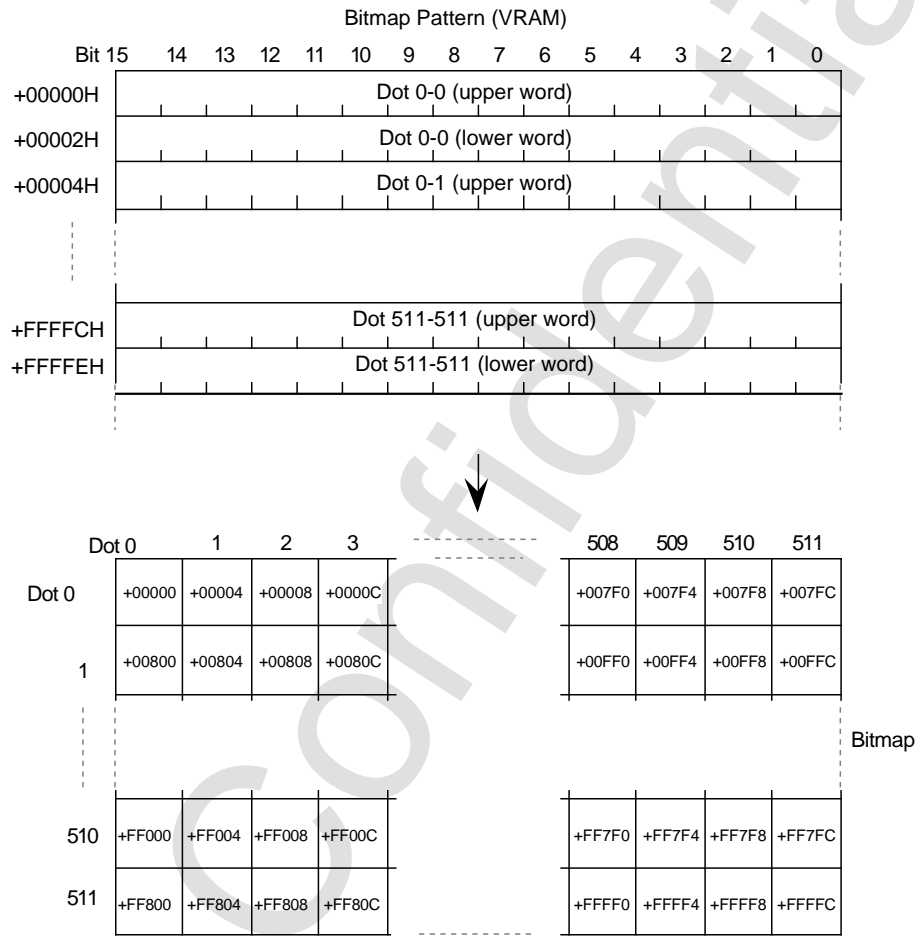 Bitmap Pattern (VRAM)
Bit 15 14 13 12 11 10 9 8 7 6 5 4 3 2 1 0
+00000H Dot 0-0 (upper word)
+00002H Dot 0-0 (lower word)
+00004H Dot 0-1 (upper word)
+FFFFCH Dot 511-511 (upper word)
+FFFFEH Dot 511-511 (lower word)
Dot 0 1 2 3 508 509 510 511
Dot 0 +00000 +00004 +00008 +0000C +007F0 +007F4 +007F8 +007FC
1 +00800 +00804 +00808 +0080C +00FF0 +00FF4 +00FF8 +00FFC
Bitmap
510 +FF000 +FF004 +FF008 +FF00C +FF7F0 +FF7F4 +FF7F8 +FF7FC
511 +FF800 +FF804 +FF808 +FF80C +FFFF0 +FFFF4 +FFFF8 +FFFFC
Confidential